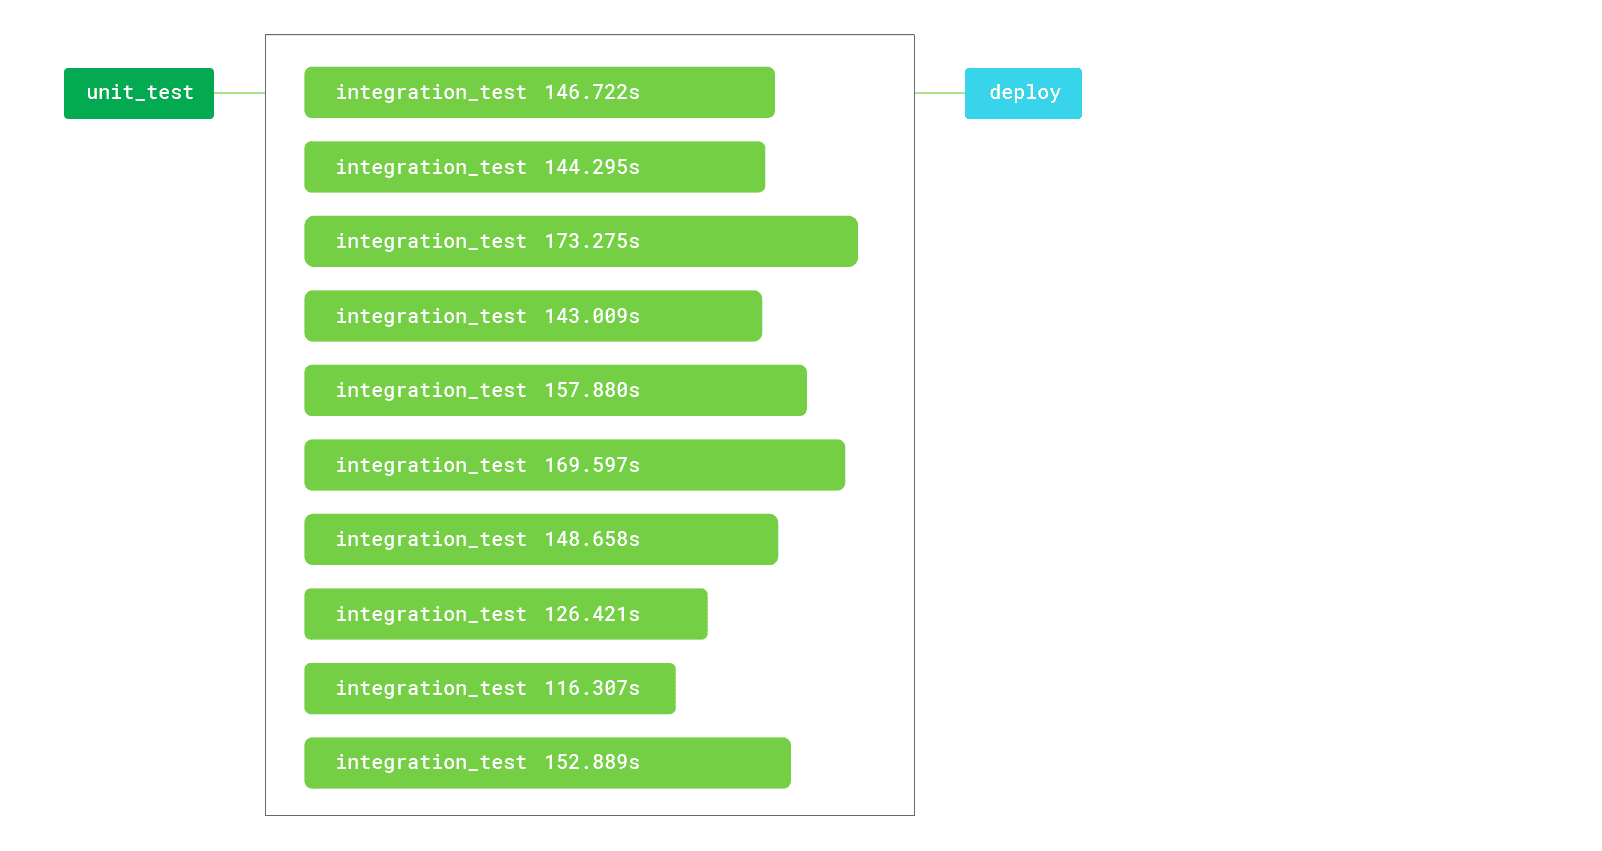 unit_test
integration_test 146.722s
deploy
integration_test 144.295s
integration_test 173.275s
integration_test 143.009s
integration_test 157.880s
integration_test 169.597s
integration_test 148.658s
integration_test 126.421s
integration_test 116.307s
integration_test 152.889s